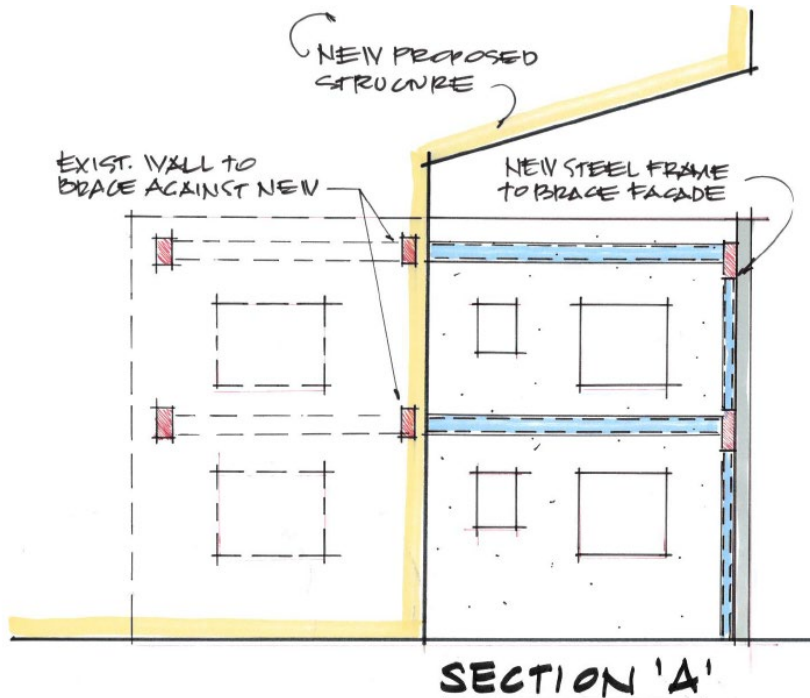 NEW PROPOSED
STRUCTURE
EXIST. WALL TO
BRACE AGAINST NEW
NEW STEEL FRAME
TO BRACE FACADE
SECTION 'A'